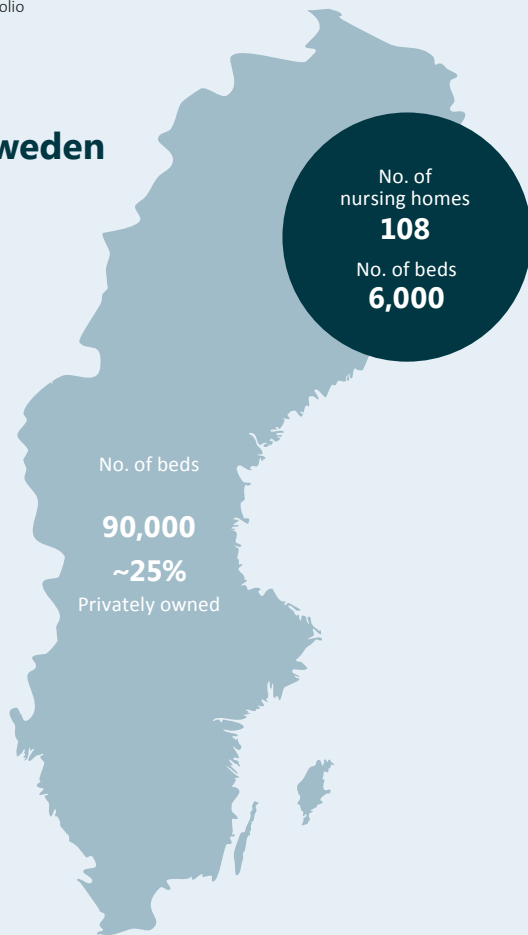 olio
weden
No. of
nursing homes
108
No. of beds
6,000
No. of beds
90,000
~25%
Privately owned